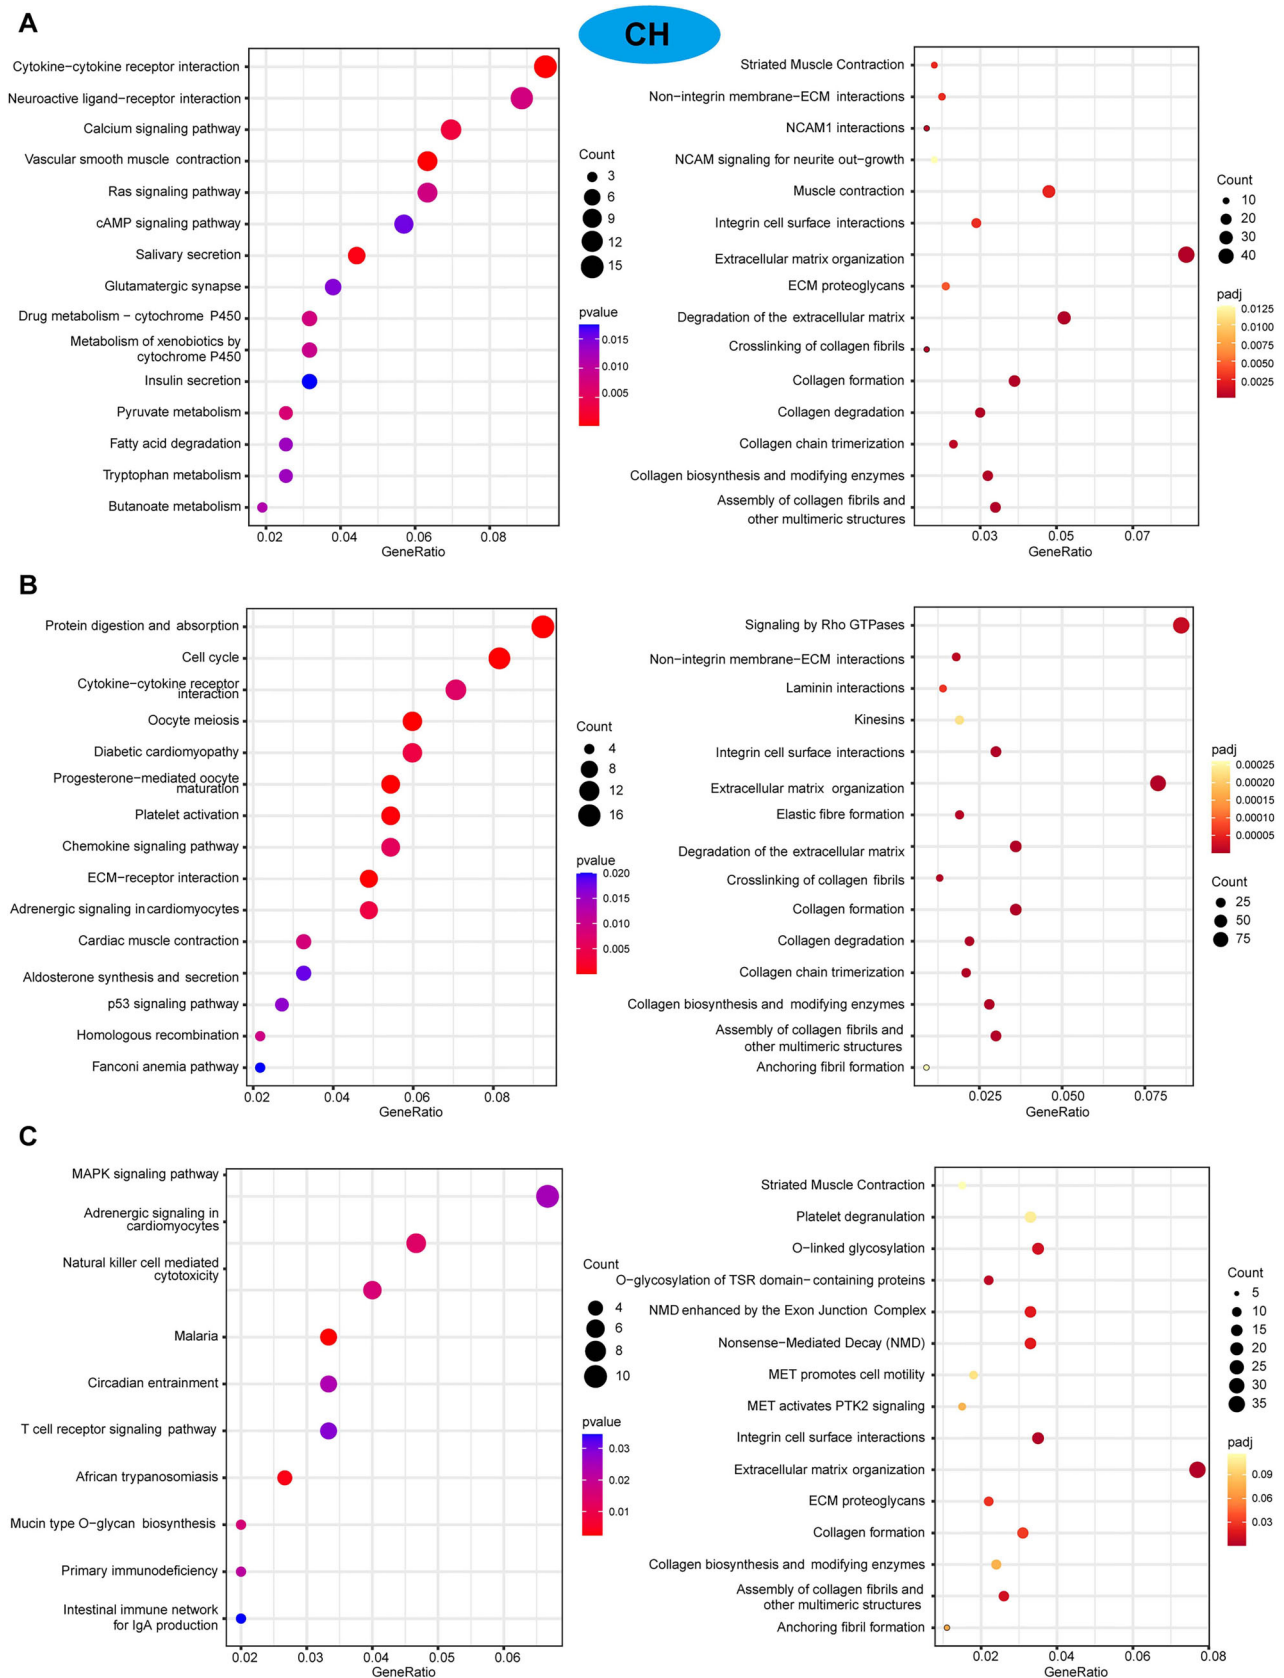 A
CH
Cytokine−cytokine receptor interaction
Neuroactive ligand−receptor interaction
Calcium signaling pathway
Vascular smooth muscle contraction
Ras signaling pathway
cAMP signaling pathway
Salivary secretion
Glutamatergic synapse
Drug metabolism − cytochrome P450
Metabolism of xenobiotics by
cytochrome P450
Insulin secretion
Pyruvate metabolism
Fatty acid degradation
Tryptophan metabolism
Butanoate metabolism
0.02 0.04 0.06 0.08
GeneRatio
Count
3
6
9
12
15
pvalue
0.015
0.010
0.005
Striated Muscle Contraction
Non−integrin membrane−ECM interactions
NCAM1 interactions
NCAM signaling for neurite out−growth
Muscle contraction
Integrin cell surface interactions
Extracellular matrix organization
ECM proteoglycans
Degradation of the extracellular matrix
Crosslinking of collagen fibrils
Collagen formation
Collagen degradation
Collagen chain trimerization
Collagen biosynthesis and modifying enzymes
Assembly of collagen fibrils and
other multimeric structures
0.03 0.05 0.07
GeneRatio
Count
10
20
30
40
padj
0.0125
0.0100
0.0075
0.0050
0.0025
B
Protein digestion and absorption
Cell cycle
Cytokine−cytokine receptor
interaction
Oocyte meiosis
Diabetic cardiomyopathy
Progesterone−mediated oocyte
maturation
Platelet activation
Chemokine signaling pathway
ECM−receptor interaction
Adrenergic signaling in cardiomyocytes
Cardiac muscle contraction
Aldosterone synthesis and secretion
p53 signaling pathway
Homologous recombination
Fanconi anemia pathway
0.02 0.04 0.06 0.08
GeneRatio
Count
4
8
12
16
pvalue
0.020
0.015
0.010
0.005
Signaling by Rho GTPases
Non−integrin membrane−ECM interactions
Laminin interactions
Kinesins
Integrin cell surface interactions
Extracellular matrix organization
Elastic fibre formation
Degradation of the extracellular matrix
Crosslinking of collagen fibrils
Collagen formation
Collagen degradation
Collagen chain trimerization
Collagen biosynthesis and modifying enzymes
Assembly of collagen fibrils and
other multimeric structures
Anchoring fibril formation
0.025 0.050 0.075
GeneRatio
padj
0.00025
0.00020
0.00015
0.00010
0.00005
Count
25
50
75
C
MAPK signaling pathway
Adrenergic signaling in
cardiomyocytes
Natural killer cell mediated
cytotoxicity
Malaria
Circadian entrainment
T cell receptor signaling pathway
African trypanosomiasis
Mucin type O−glycan biosynthesis
Primary immunodeficiency
Intestinal immune network
for IgA production
0.02 0.03 0.04 0.05 0.06
GeneRatio
Count
4
6
8
10
pvalue
0.03
0.02
0.01
Striated Muscle Contraction
Platelet degranulation
O−linked glycosylation
O−glycosylation of TSR domain−containing proteins
NMD enhanced by the Exon Junction Complex
Nonsense−Mediated Decay (NMD)
MET promotes cell motility
MET activates PTK2 signaling
Integrin cell surface interactions
Extracellular matrix organization
ECM proteoglycans
Collagen formation
Collagen biosynthesis and modifying enzymes
Assembly of collagen fibrils and
other multimeric structures
Anchoring fibril formation
0.02 0.04 0.06 0.08
GeneRatio
Count
5
10
15
20
25
30
35
padj
0.09
0.06
0.03